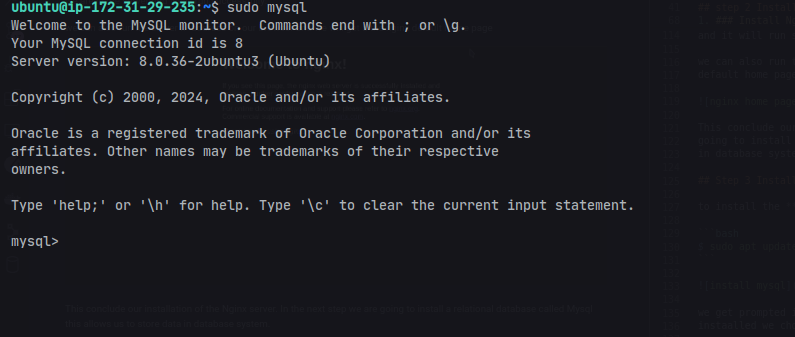 ubuntu@ip-172-31-29-235:~$ sudo mysql
Welcome to the MySQL monitor.  Commands end with ; or \g.
Your MySQL connection id is 8
Server version: 8.0.36-2ubuntu3 (Ubuntu)

Copyright (c) 2000, 2024, Oracle and/or its affiliates.

Oracle is a registered trademark of Oracle Corporation and/or its
affiliates. Other names may be trademarks of their respective
owners.

Type 'help;' or '\h' for help. Type '\c' to clear the current input statement.

mysql>